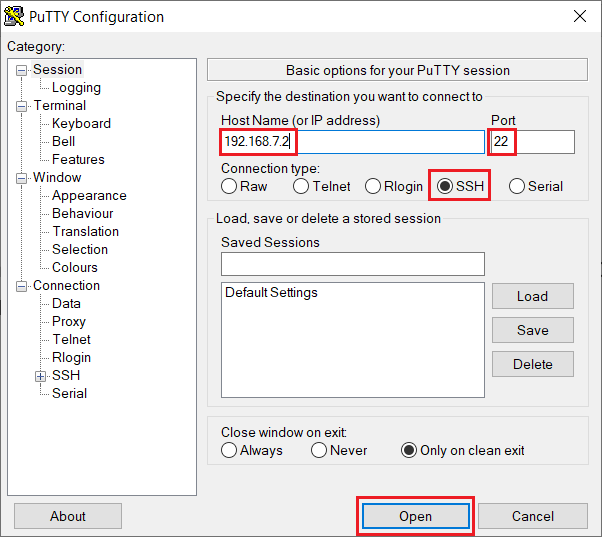 PuTTY Configuration
Category:
Session
Logging
Terminal
Keyboard
Bell
Features
Window
Appearance
Behaviour
Translation
Selection
Colours
Connection
Data
Proxy
Telnet
Rlogin
SSH
Serial
Basic options for your PuTTY session
Specify the destination you want to connect to
Host Name (or IP address) Port
192.168.7.2 22
Connection type:
Raw Telnet Rlogin SSH Serial
Load, save or delete a stored session
Saved Sessions
Default Settings
Load
Save
Delete
Close window on exit:
Always Never Only on clean exit
About Open Cancel